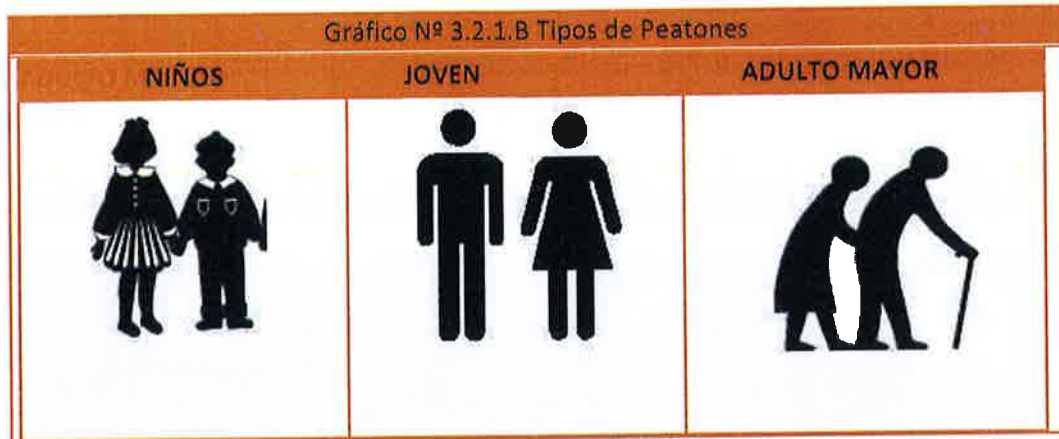 Gráfico Nº 3.2.1.B Tipos de Peatones
NIÑOS JOVEN ADULTO MAYOR